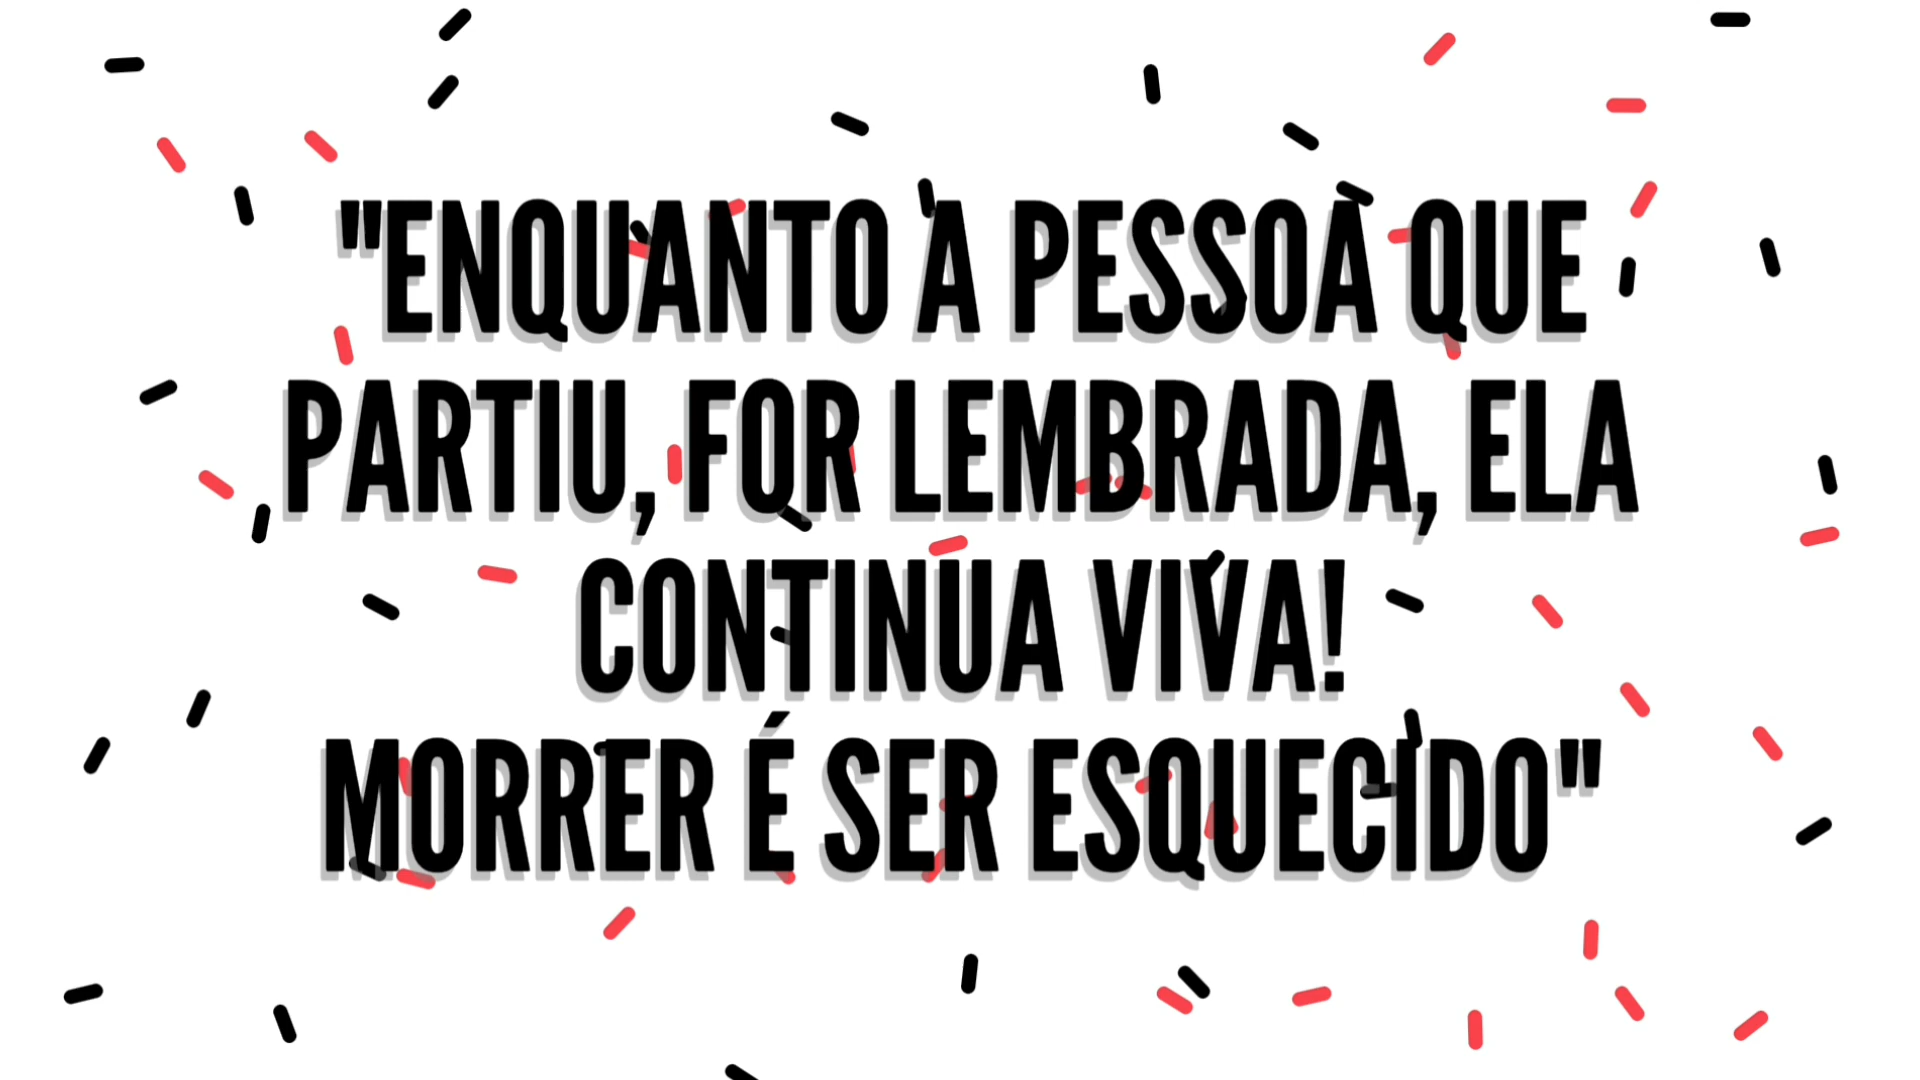 "ENQUANTO A PESSOA QUE
PARTIU, FOR LEMBRADA, ELA
CONTINUA VIVA!
MORRER É SER ESQUECIDO"